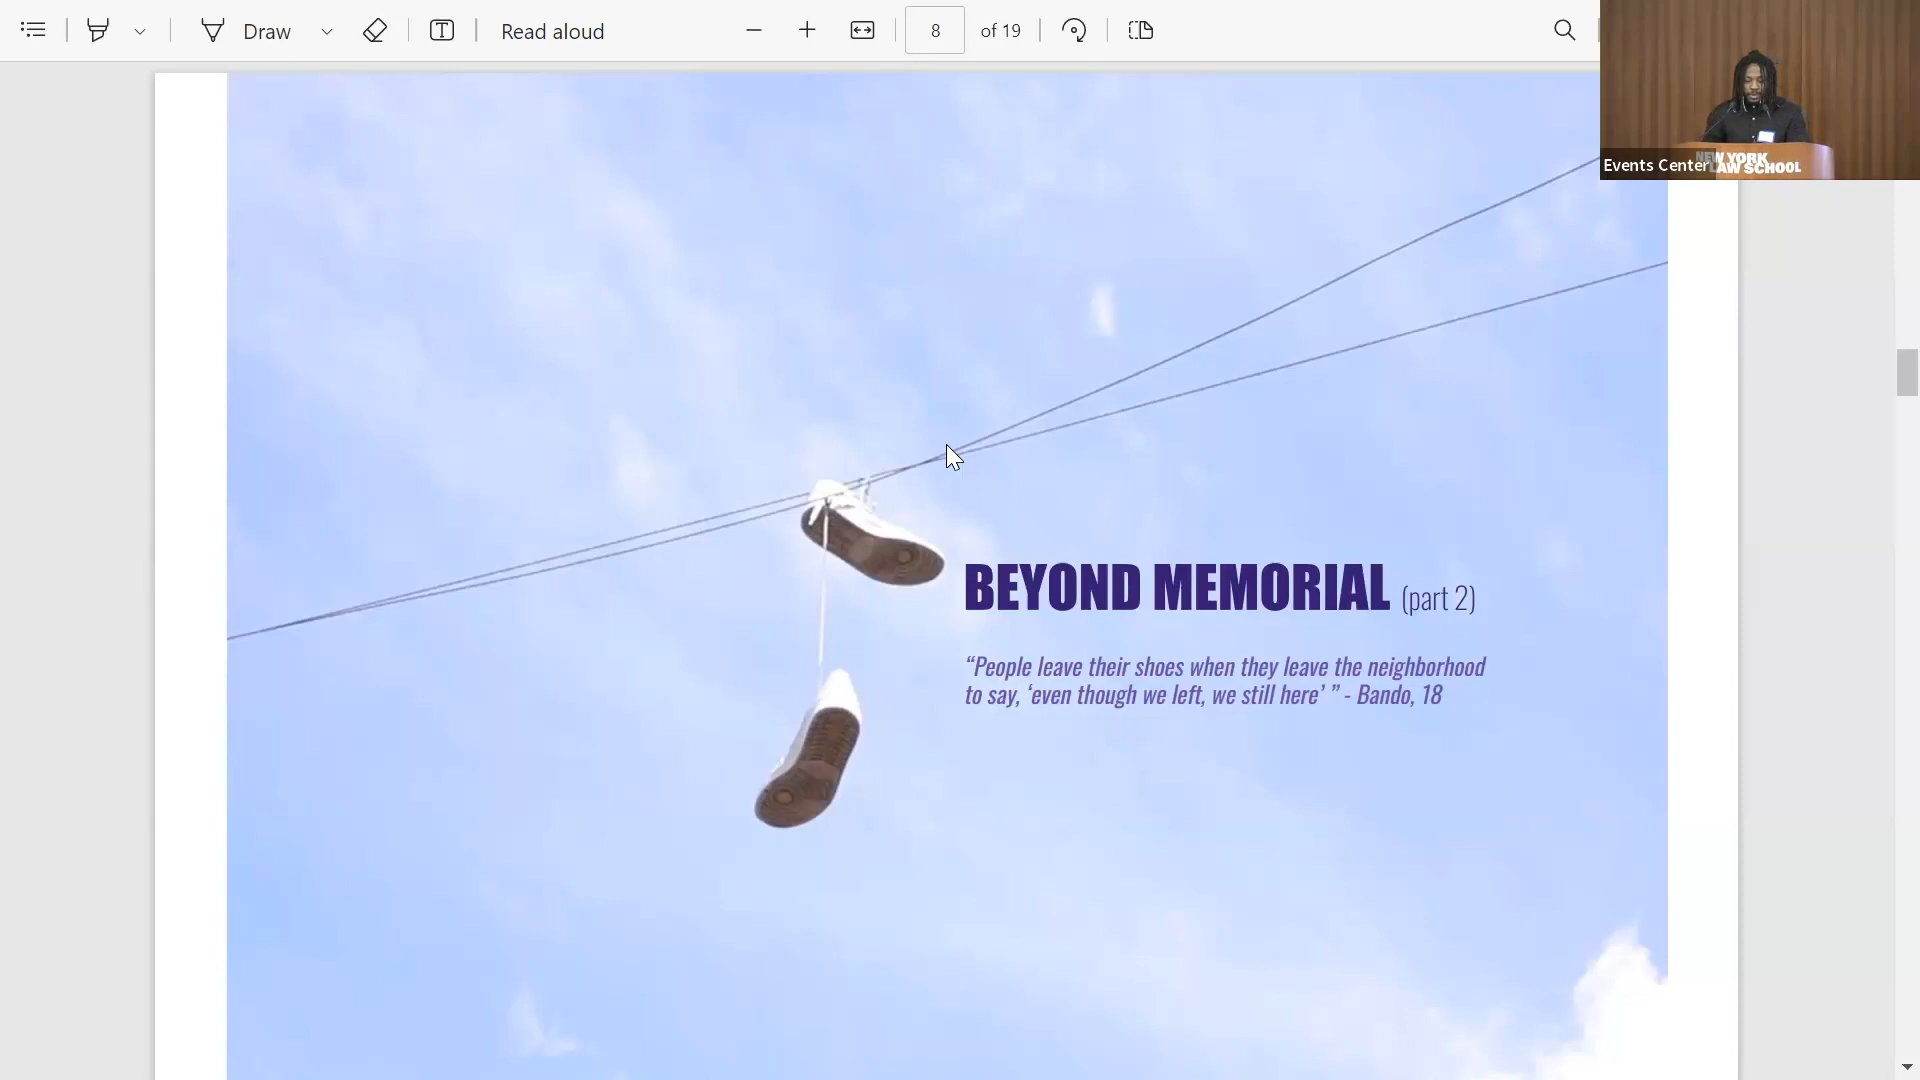 Draw
Read aloud
8
of 19
Events Center
NEW YORK
LAW SCHOOL
BEYOND MEMORIAL (part 2)
“People leave their shoes when they leave the neighborhood
to say, ‘even though we left, we still here’ ” - Bando, 18